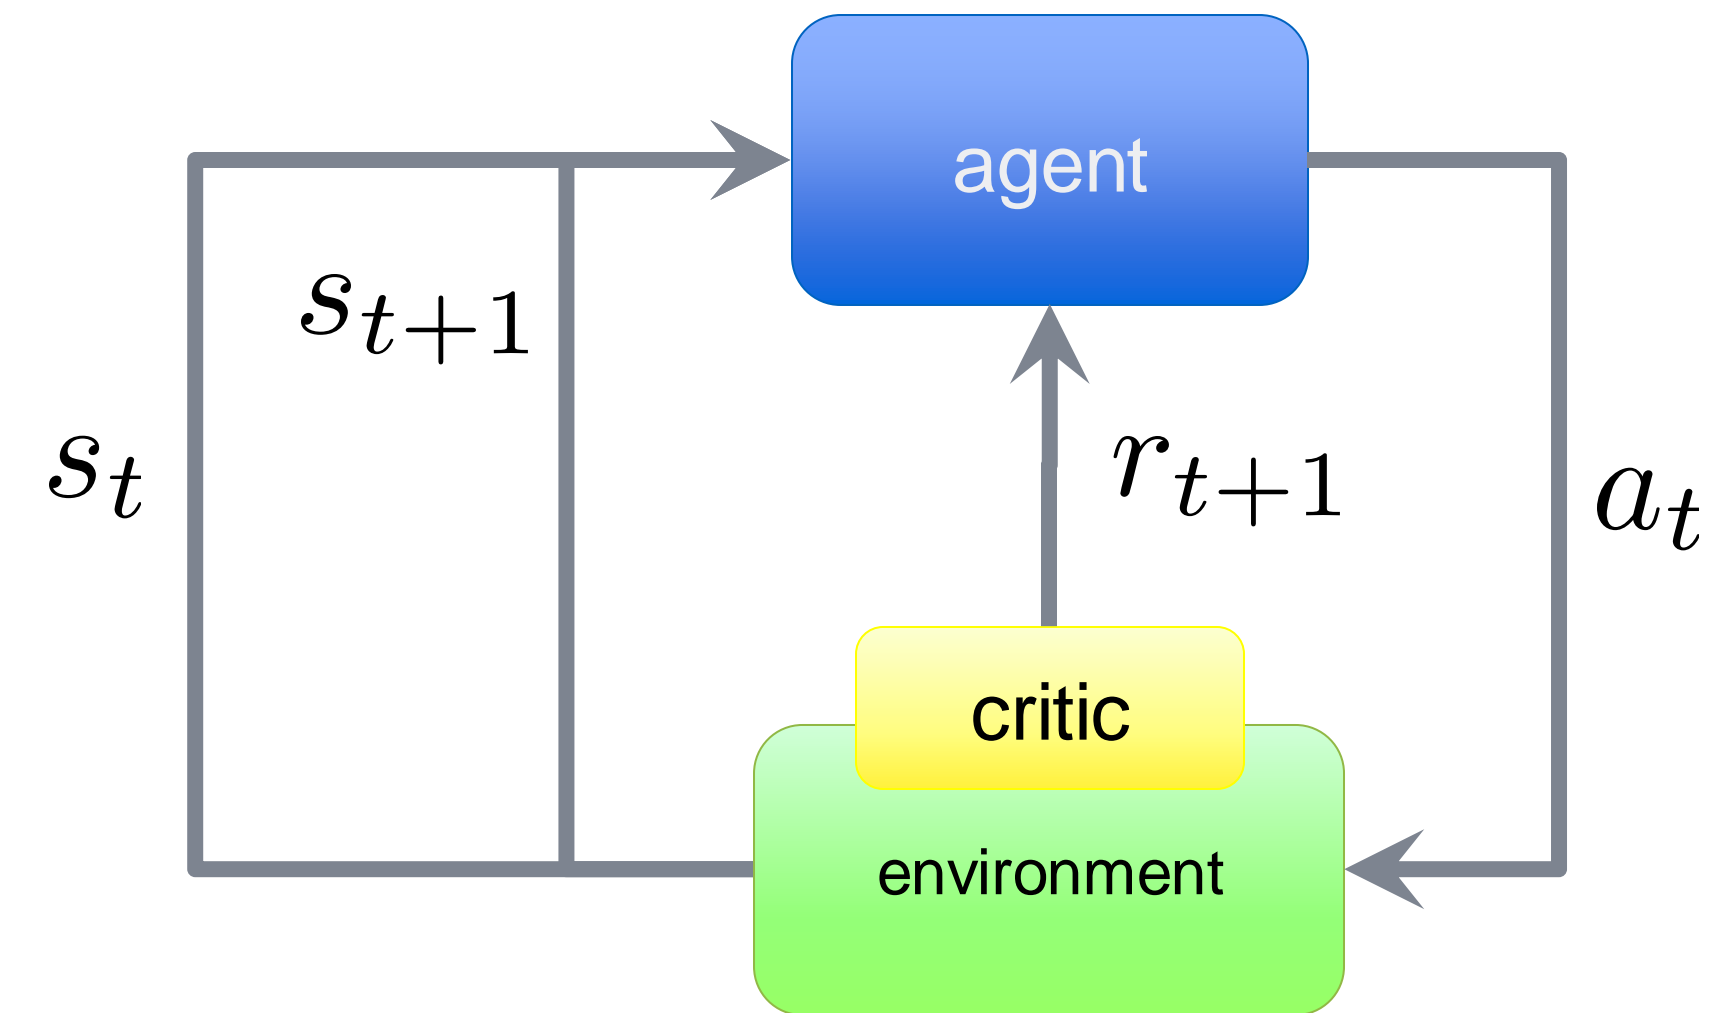 agent
s_{t+1}
s_t
r_{t+1}
a_t
critic
environment